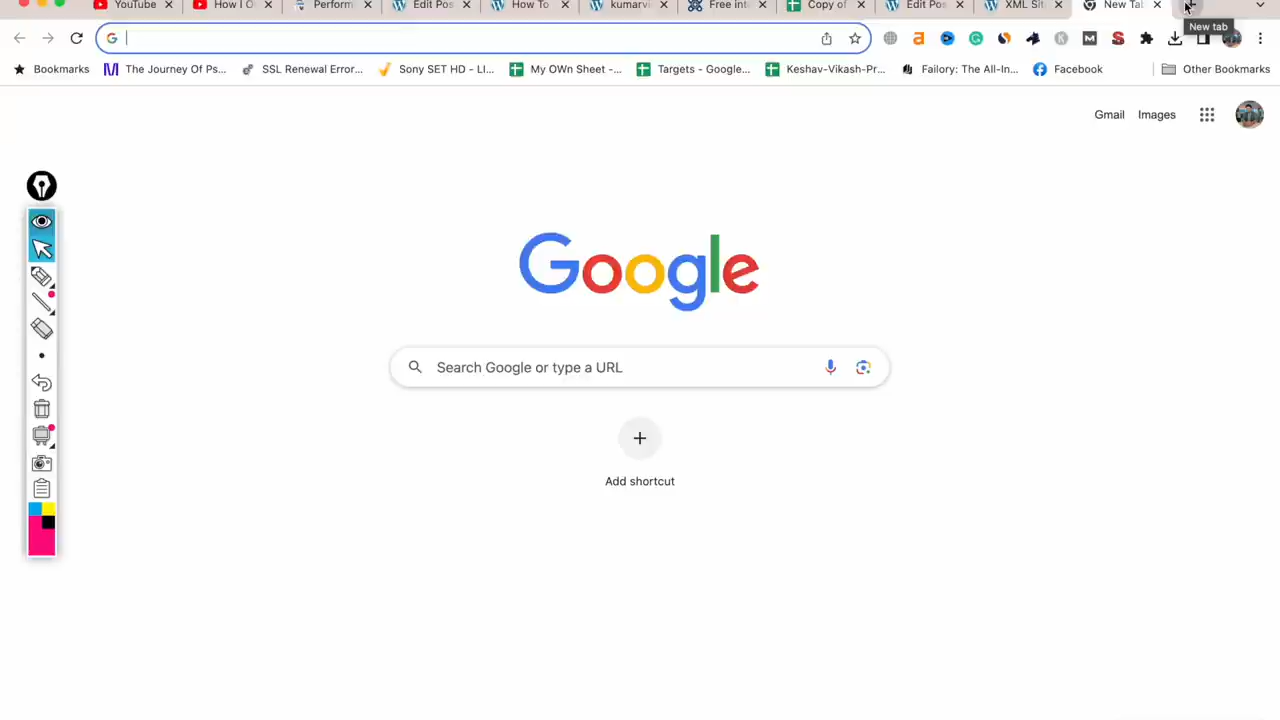 YouTube
How I O
Perform
Edit Pos
How To
kumarvi
Free int
Copy of
Edit Pos
XML Sit
New Tab
New tab
Bookmarks
The Journey Of Ps...
SSL Renewal Error...
Sony SET HD - LI...
My OWn Sheet -...
Targets - Google...
Keshav-Vikash-Pr...
Failory: The All-In...
Facebook
Other Bookmarks
Gmail
Images
Google
Search Google or type a URL
Add shortcut